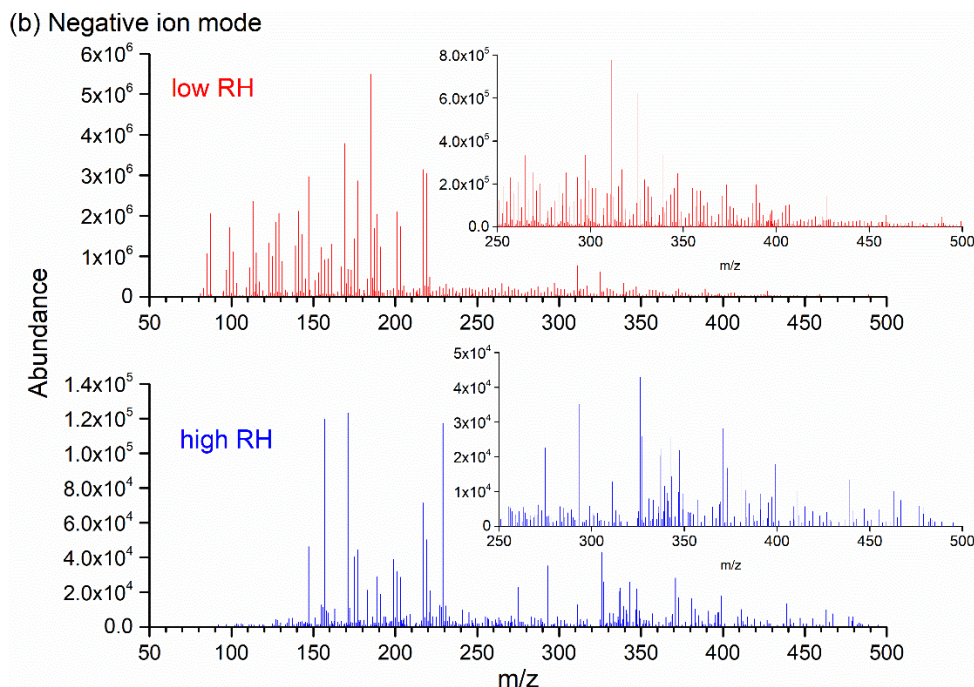 (b) Negative ion mode
6x10⁶
5x10⁶
4x10⁶
3x10⁶
2x10⁶
1x10⁶
0
low RH
50 100 150 200 250 300 350 400 450 500
8.0x10⁵
6.0x10⁵
4.0x10⁵
2.0x10⁵
0.0
250 300 350 400 450 500
m/z
Abundance
1.4x10⁵
1.2x10⁵
1.0x10⁵
8.0x10⁴
6.0x10⁴
4.0x10⁴
2.0x10⁴
0.0
high RH
50 100 150 200 250 300 350 400 450 500
m/z
5x10⁴
4x10⁴
3x10⁴
2x10⁴
1x10⁴
0
250 300 350 400 450 500
m/z